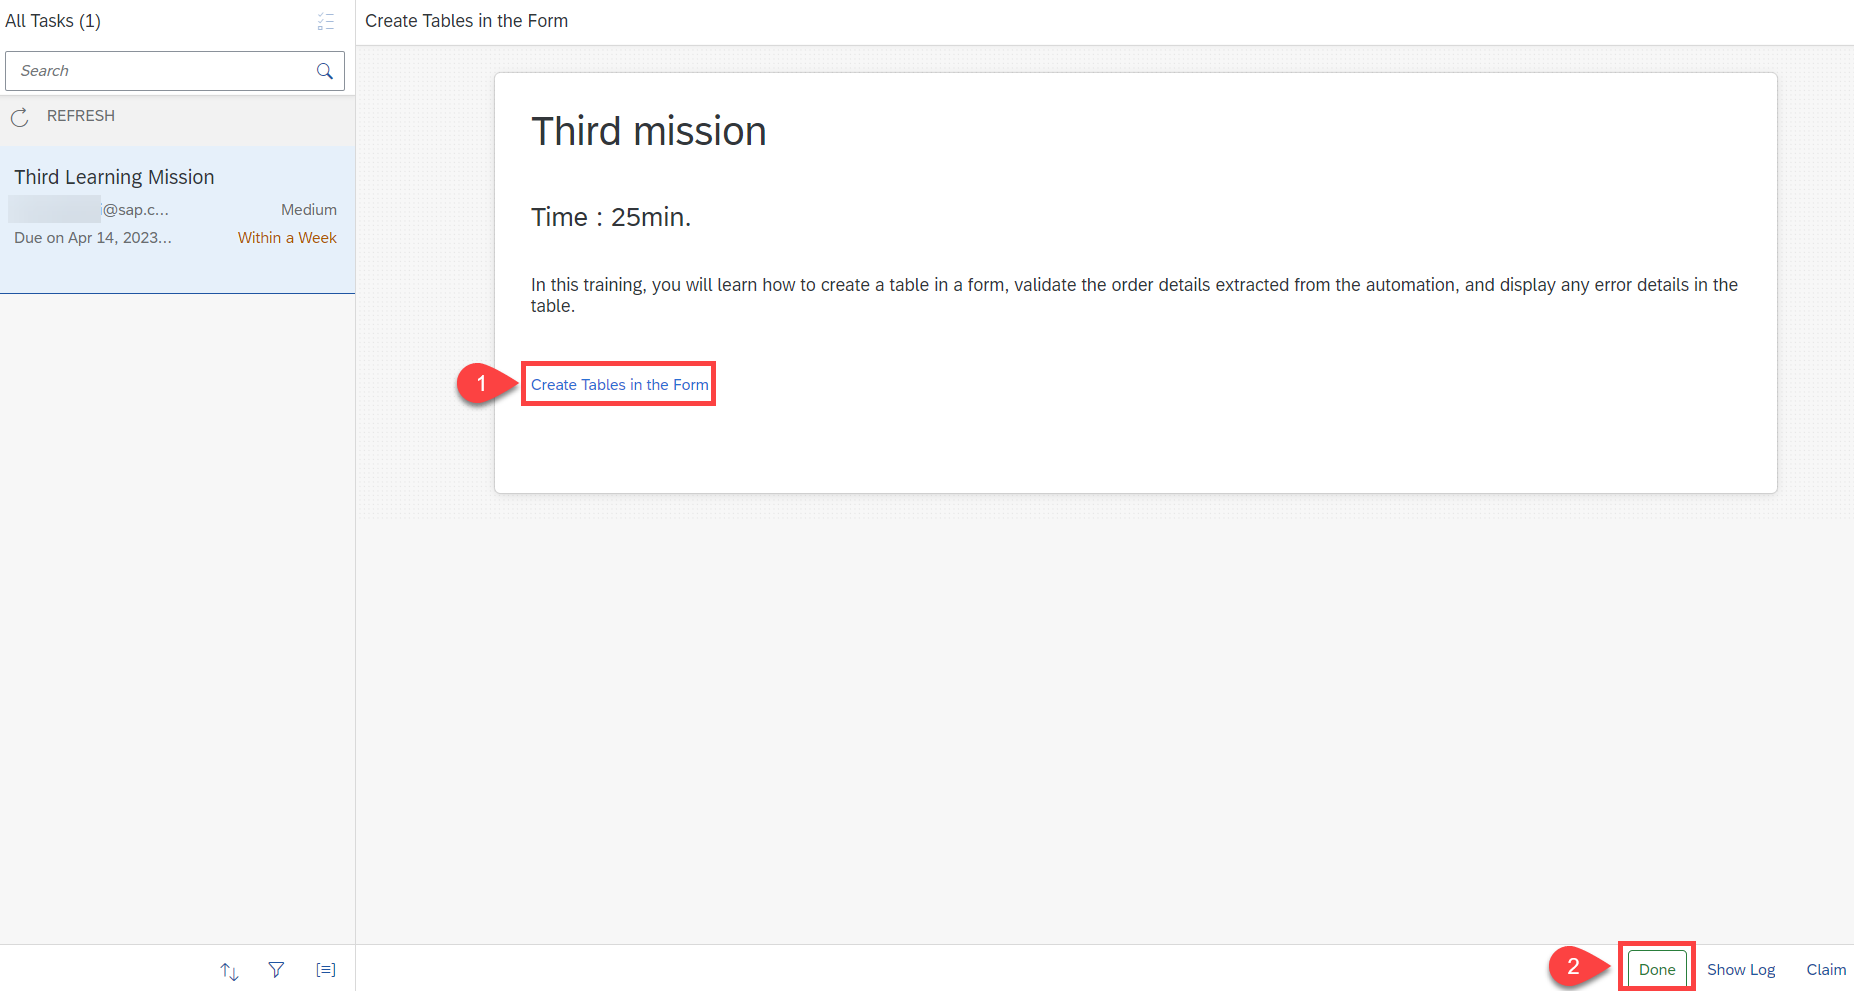 All Tasks (1)
Create Tables in the Form
Search
REFRESH
Third Learning Mission
@sap.c...
Medium
Due on Apr 14, 2023...
Within a Week
Third mission
Time : 25min.
In this training, you will learn how to create a table in a form, validate the order details extracted from the automation, and display any error details in the
table.
1
Create Tables in the Form
2
Done
Show Log
Claim